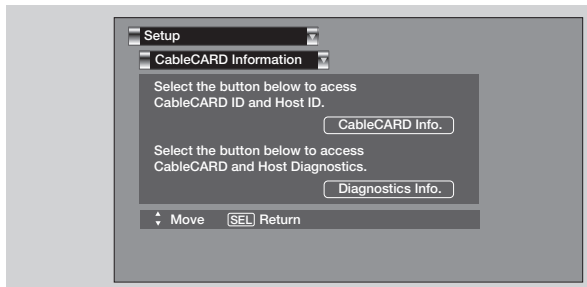 Setup
CableCARD Information
Select the button below to acess
CableCARD ID and Host ID.
CableCARD Info.
Select the button below to access
CableCARD and Host Diagnostics.
Diagnostics Info.
Move SEL Return